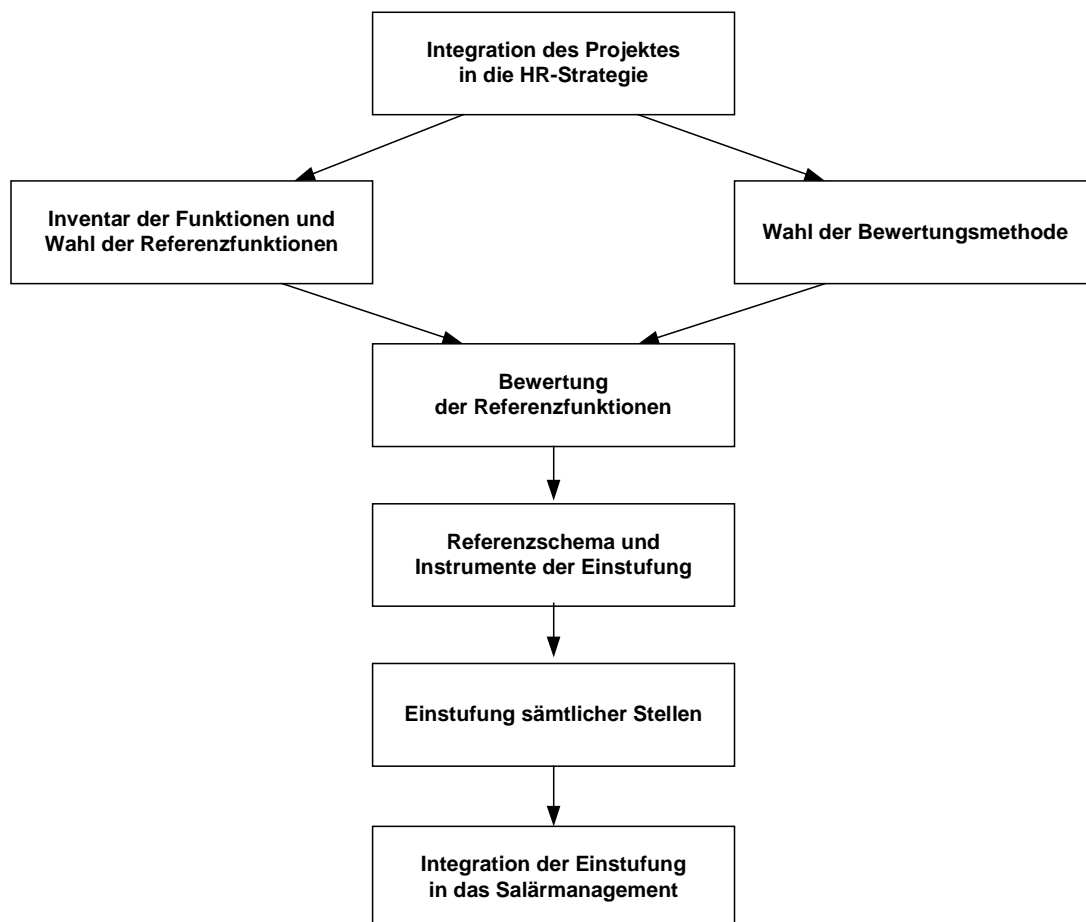 Integration des Projektes
in die HR-Strategie
Inventar der Funktionen und
Wahl der Referenzfunktionen
Wahl der Bewertungsmethode
Bewertung
der Referenzfunktionen
Referenzschema und
Instrumente der Einstufung
Einstufung sämtlicher Stellen
Integration der Einstufung
in das Salärmanagement